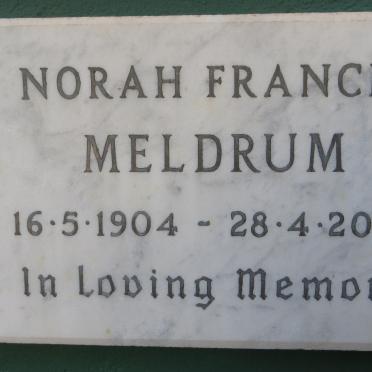 NORAH FRANC
MELDRUM
16·5·1904 - 28·4·20
In Loving Memo